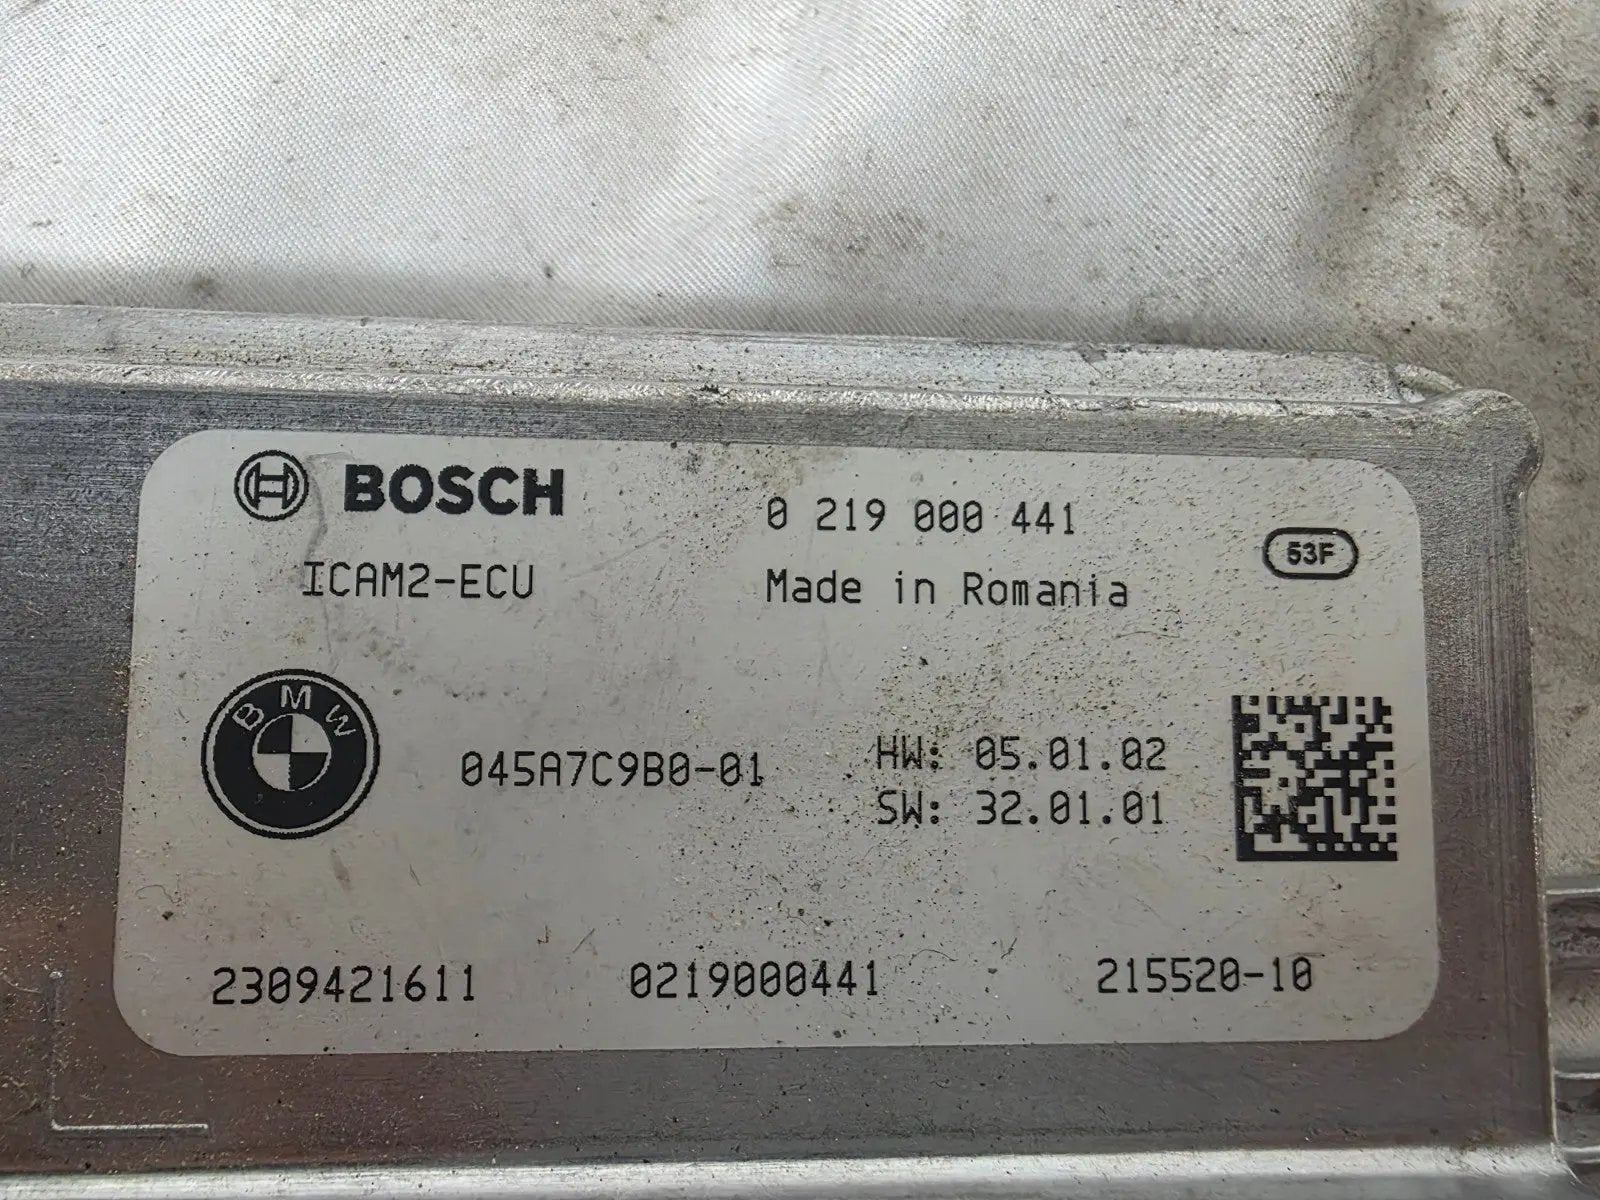 BOSCH
0 219 000 441
53F
ICAM2-ECU
Made in Romania
BMW
045A7C9B0-01
HW: 05.01.02
SW: 32.01.01
2309421611
0219000441
215520-10